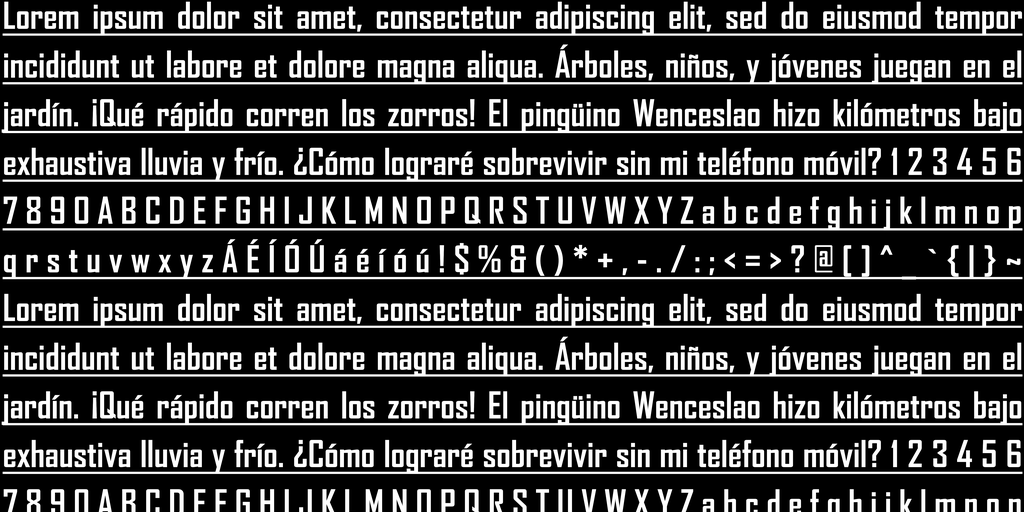 Lorem ipsum dolor sit amet, consectetur adipiscing elit, sed do eiusmod tempor
incididunt ut labore et dolore magna aliqua. Árboles, niños, y jóvenes juegan en el
jardín. ¡Qué rápido corren los zorros! El pingüino Wenceslao hizo kilómetros bajo
exhaustiva lluvia y frío. ¿Cómo lograré sobrevivir sin mi teléfono móvil? 1 2 3 4 5 6
7 8 9 0 A B C D E F G H I J K L M N O P Q R S T U V W X Y Z a b c d e f g h i j k l m n o p
q r s t u v w x y z Á É Í Ó Ú á é í ó ú ! $ % & ( ) * + , - . / : ; < = > ? @ [ ] ^ _ ` { | } ~
Lorem ipsum dolor sit amet, consectetur adipiscing elit, sed do eiusmod tempor
incididunt ut labore et dolore magna aliqua. Árboles, niños, y jóvenes juegan en el
jardín. ¡Qué rápido corren los zorros! El pingüino Wenceslao hizo kilómetros bajo
exhaustiva lluvia y frío. ¿Cómo lograré sobrevivir sin mi teléfono móvil? 1 2 3 4 5 6
7 8 9 0 A B C D E F G H I J K L M N O P Q R S T U V W X Y Z a b c d e f g h i j k l m n o p